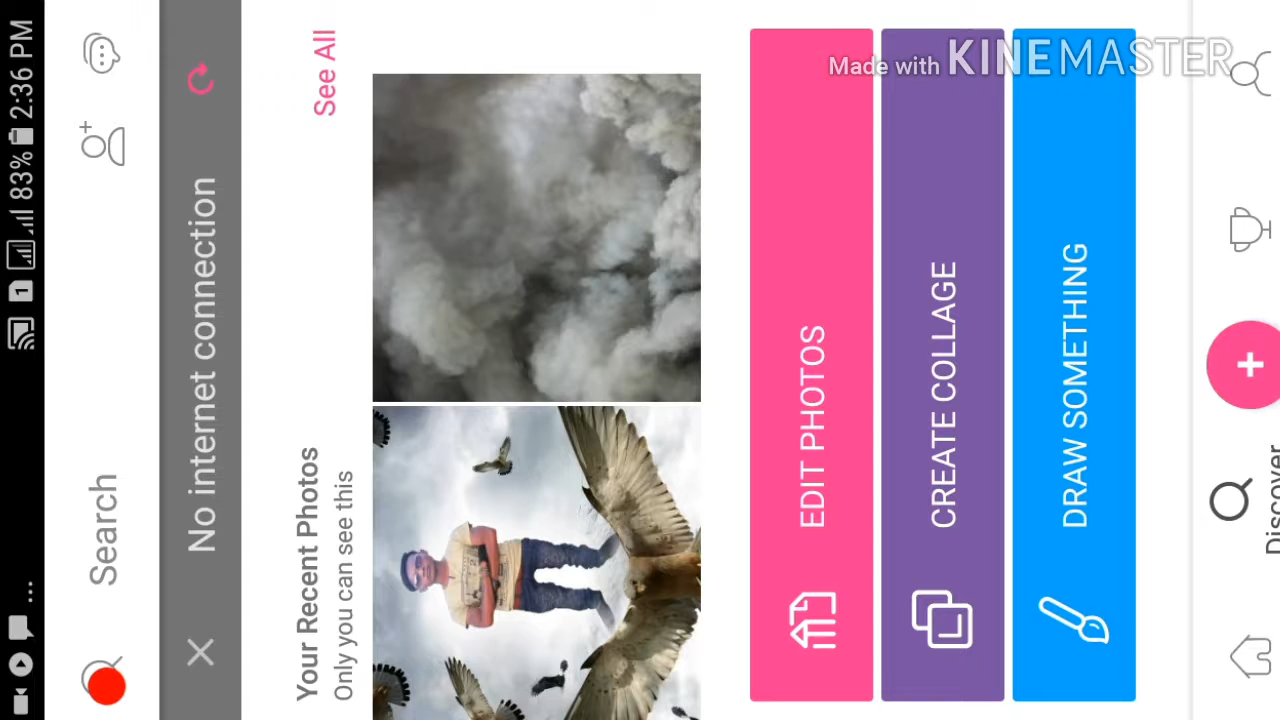 83% 2:36 PM
1
...
Search
No internet connection
Your Recent Photos
See All
Only you can see this
EDIT PHOTOS
CREATE COLLAGE
DRAW SOMETHING
Discover
Made with KINEMASTER